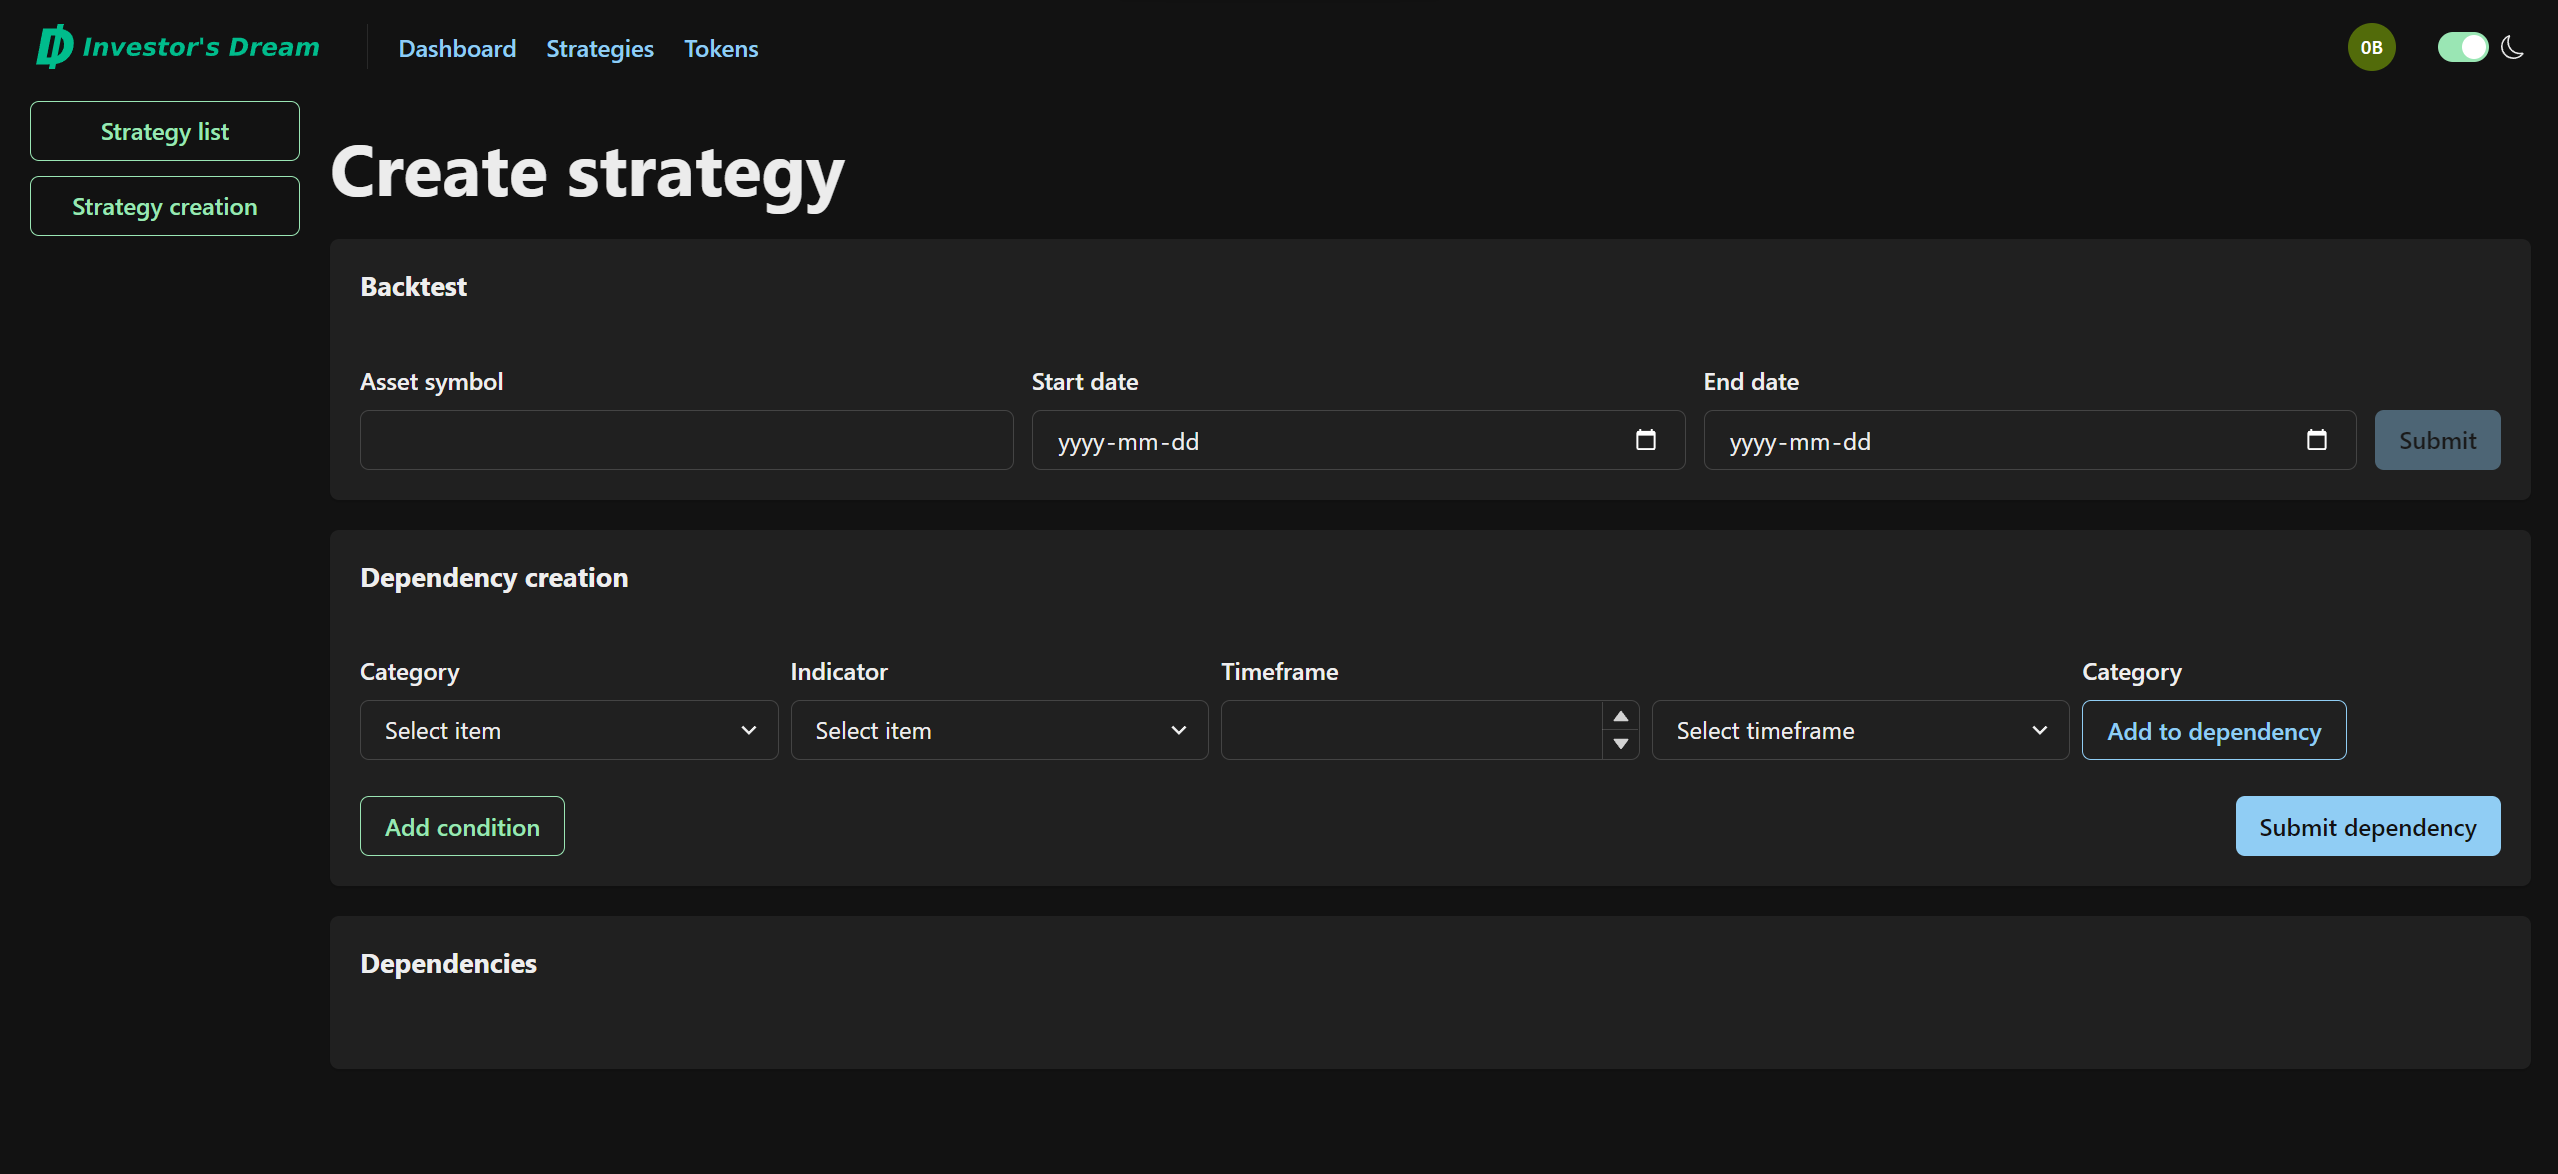 Investor's Dream
Dashboard Strategies Tokens
0B
Strategy list
Strategy creation
Create strategy
Backtest
Asset symbol
Start date
End date
yyyy-mm-dd
yyyy-mm-dd
Submit
Dependency creation
Category
Indicator
Timeframe
Category
Select item
Select item
Select timeframe
Add to dependency
Add condition
Submit dependency
Dependencies